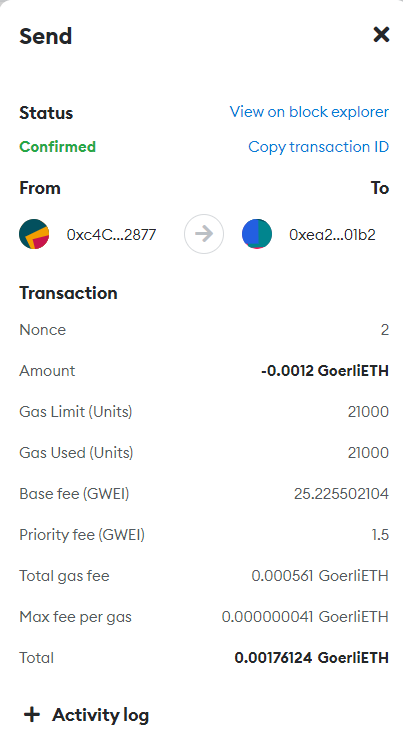 Send
Status View on block explorer
Confirmed Copy transaction ID
From To
0xc4C...2877 0xea2...01b2
Transaction
Nonce 2
Amount -0.0012 GoerliETH
Gas Limit (Units) 21000
Gas Used (Units) 21000
Base fee (GWEI) 25.225502104
Priority fee (GWEI) 1.5
Total gas fee 0.000561 GoerliETH
Max fee per gas 0.000000041 GoerliETH
Total 0.00176124 GoerliETH
+ Activity log